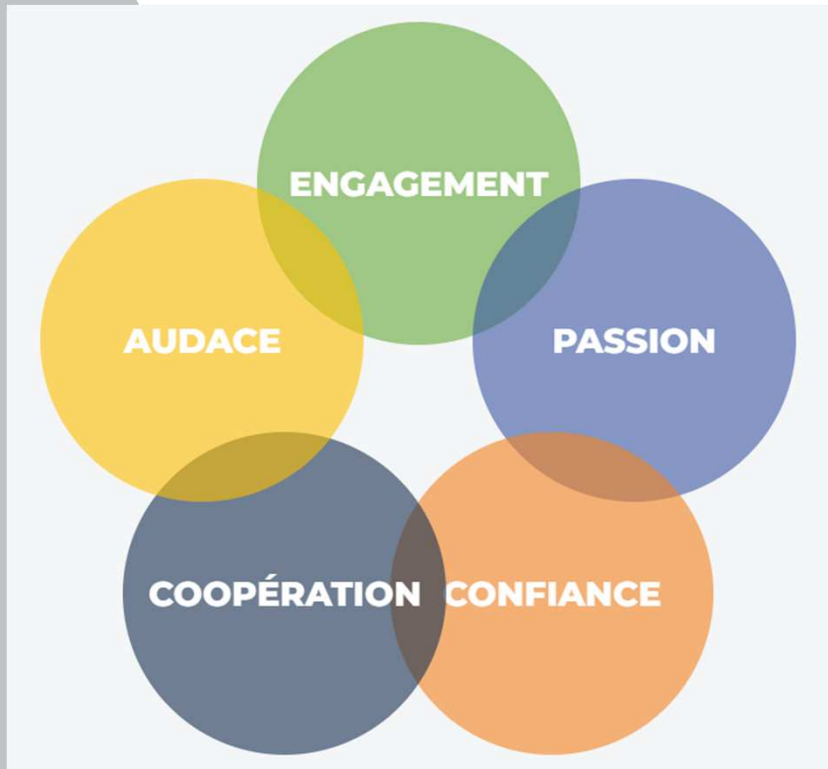 ENGAGEMENT
AUDACE
PASSION
COOPÉRATION
CONFIANCE